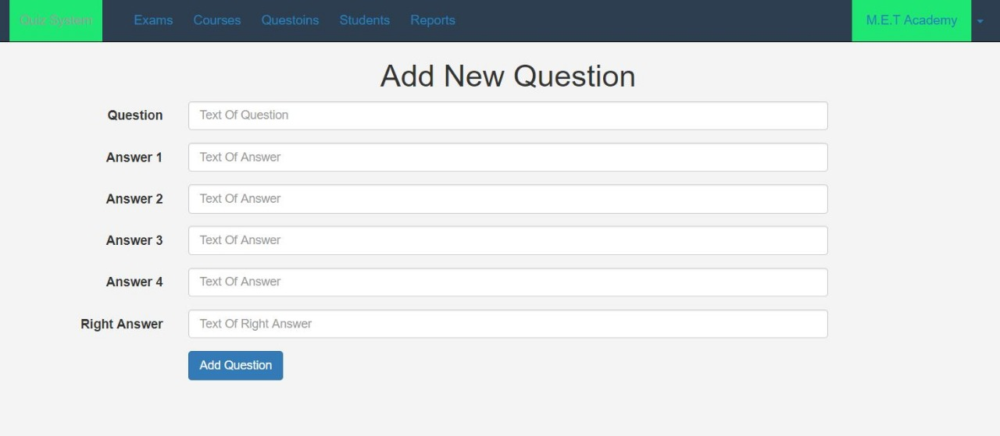 Quiz System Exams Courses Questoins Students Reports M.E.T Academy
Add New Question
Question Text Of Question
Answer 1 Text Of Answer
Answer 2 Text Of Answer
Answer 3 Text Of Answer
Answer 4 Text Of Answer
Right Answer Text Of Right Answer
Add Question